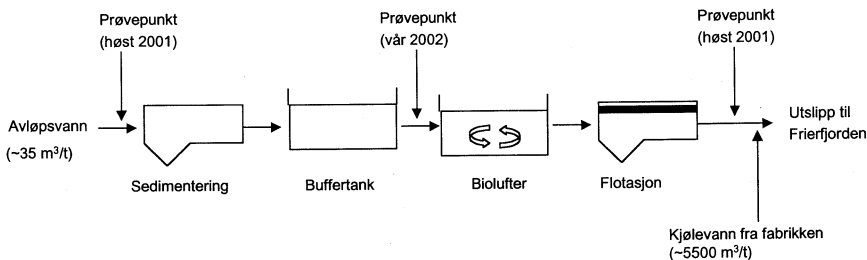 Prøvepunkt
(høst 2001)
Prøvepunkt
(vår 2002)
Prøvepunkt
(høst 2001)
Avløpsvann
(~35 m³/t)
Sedimentering
Buffertank
Biolufter
Flotasjon
Utslipp til
Frierfjorden
Kjølevann fra fabrikken
(~5500 m³/t)